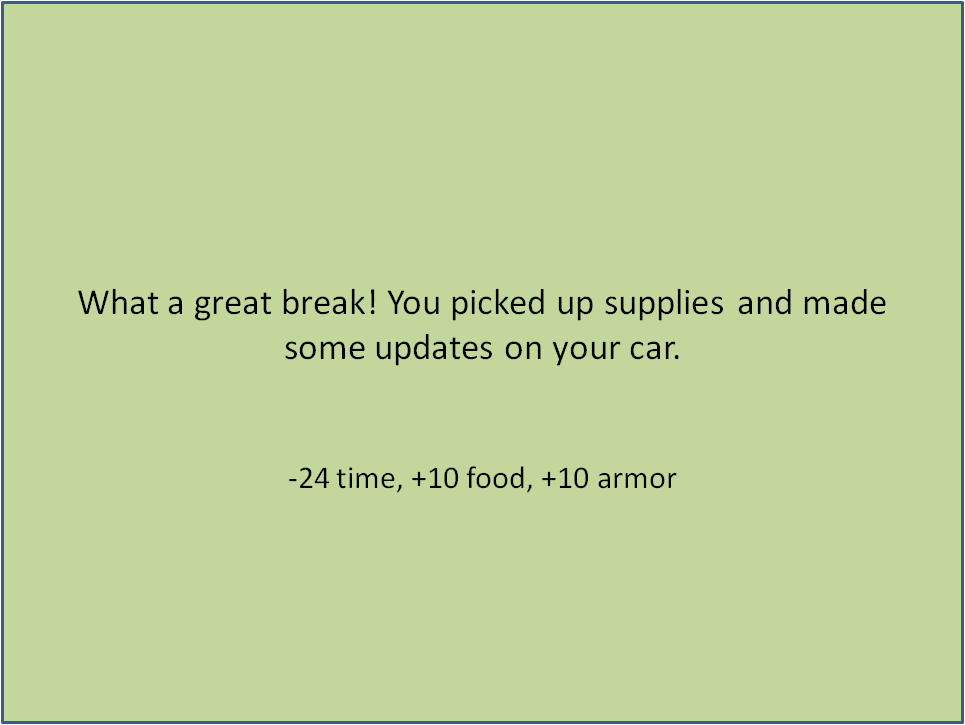 What a great break! You picked up supplies and made
some updates on your car.
-24 time, +10 food, +10 armor